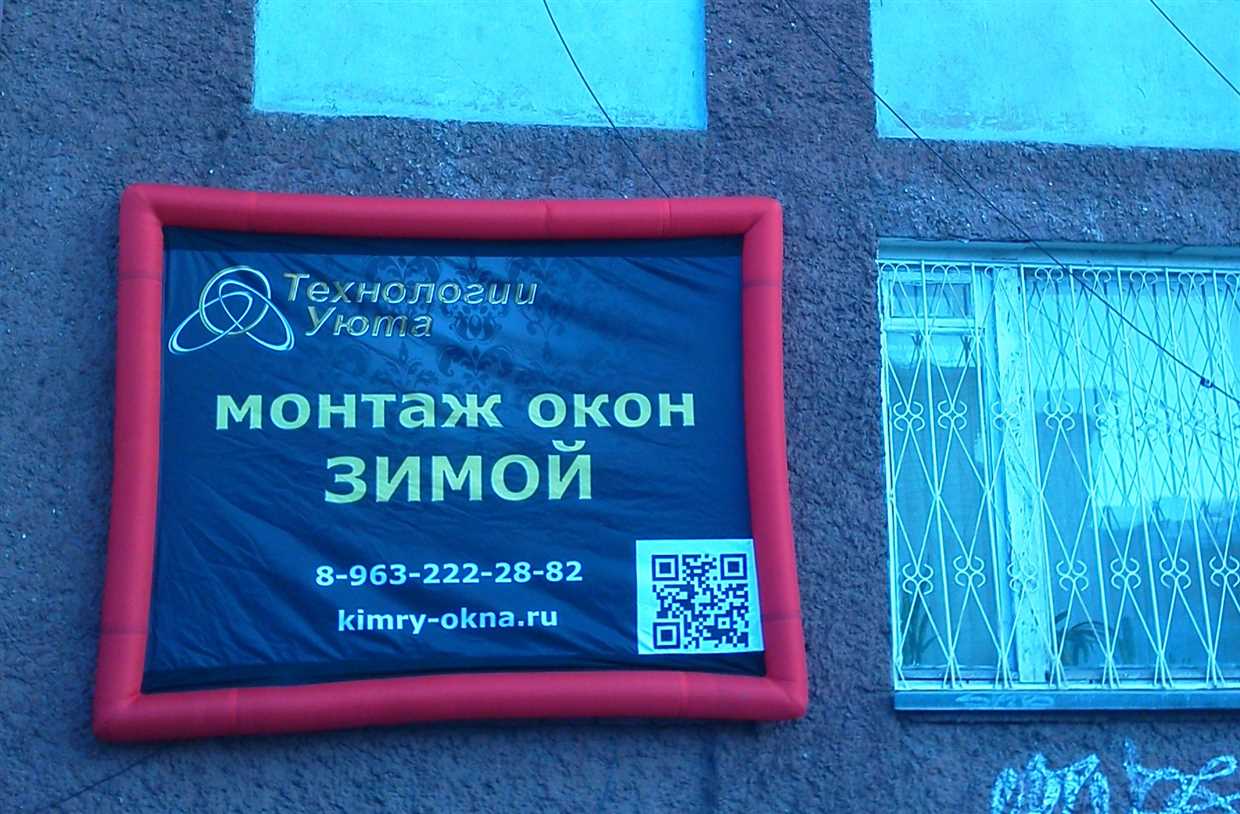 Технологии
Уюта
монтаж окон
ЗИМОЙ
8-963-222-28-82
kimry-okna.ru